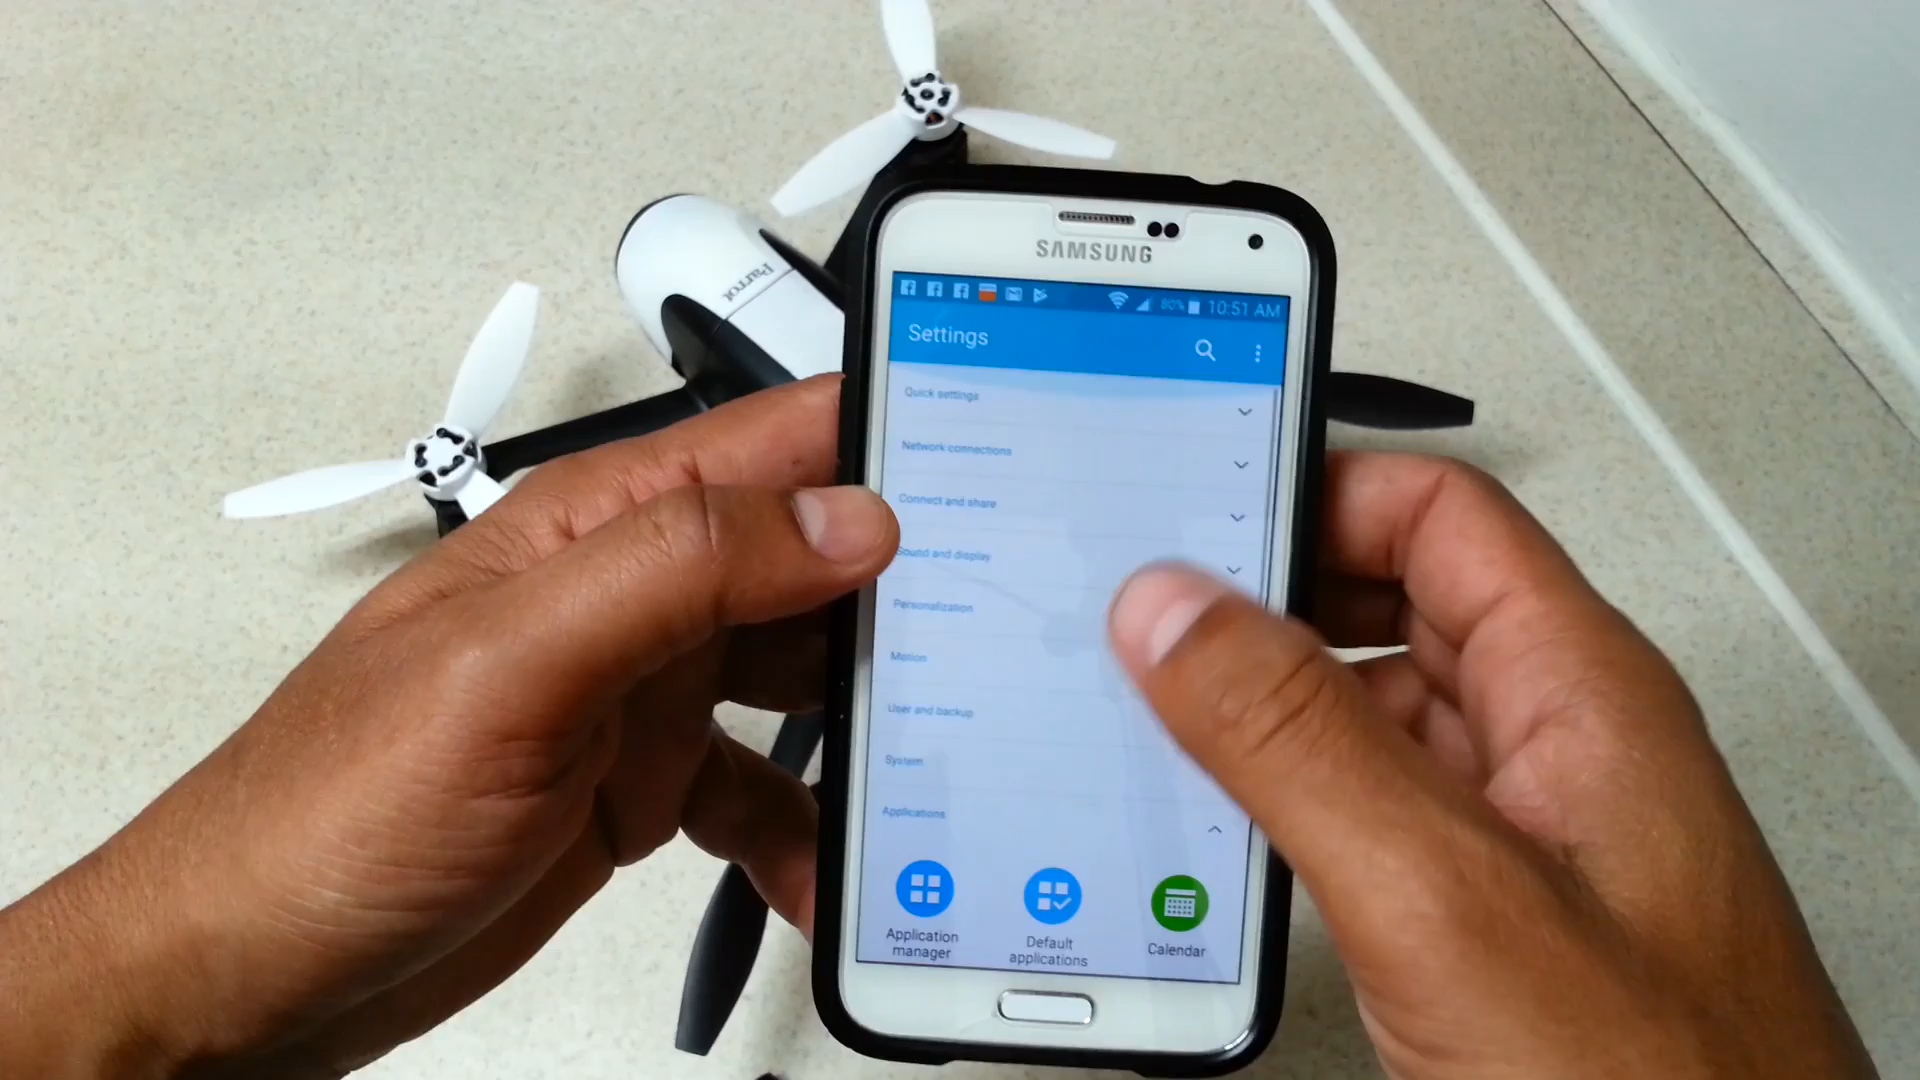 Parrot
SAMSUNG
80% 10:51 AM
Settings
Quick settings
Network connections
Connect and share
Sound and display
Personalization
Motion
User and backup
System
Applications
Application
manager
Default
applications
Calendar